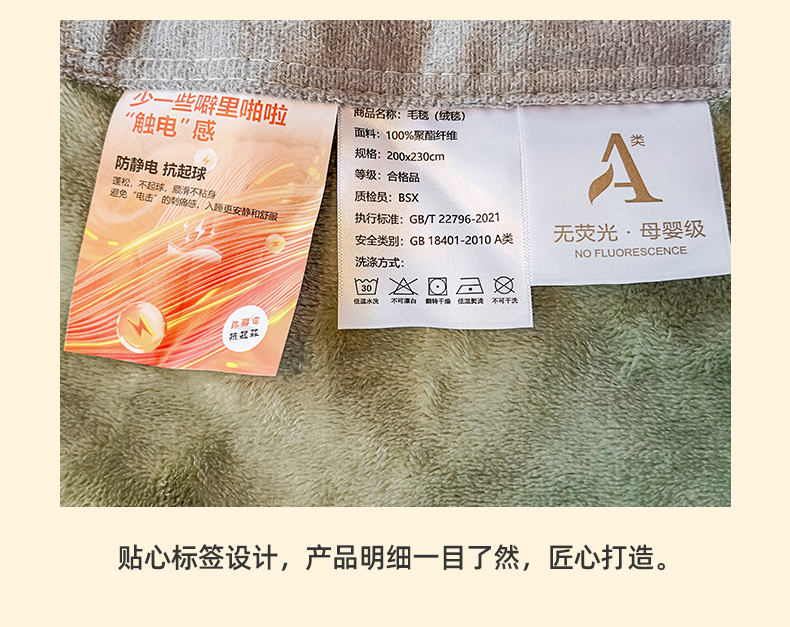 少一些噼里啪啦
“触电”感
防静电 抗起球
蓬松，不起球，顺滑不粘身
避免“电击”的刺痛感，入睡更安静和舒服
防静电
抗起球
商品名称：毛毯（绒毯）
面料：100%聚酯纤维
规格：200x230cm
等级：合格品
质检员：BSX
执行标准：GB/T 22796-2021
安全类别：GB 18401-2010 A类
洗涤方式：
30
低温水洗 不可漂白 翻转干燥 低温熨烫 不可干洗
A类
无荧光·母婴级
NO FLUORESCENCE
贴心标签设计，产品明细一目了然，匠心打造。